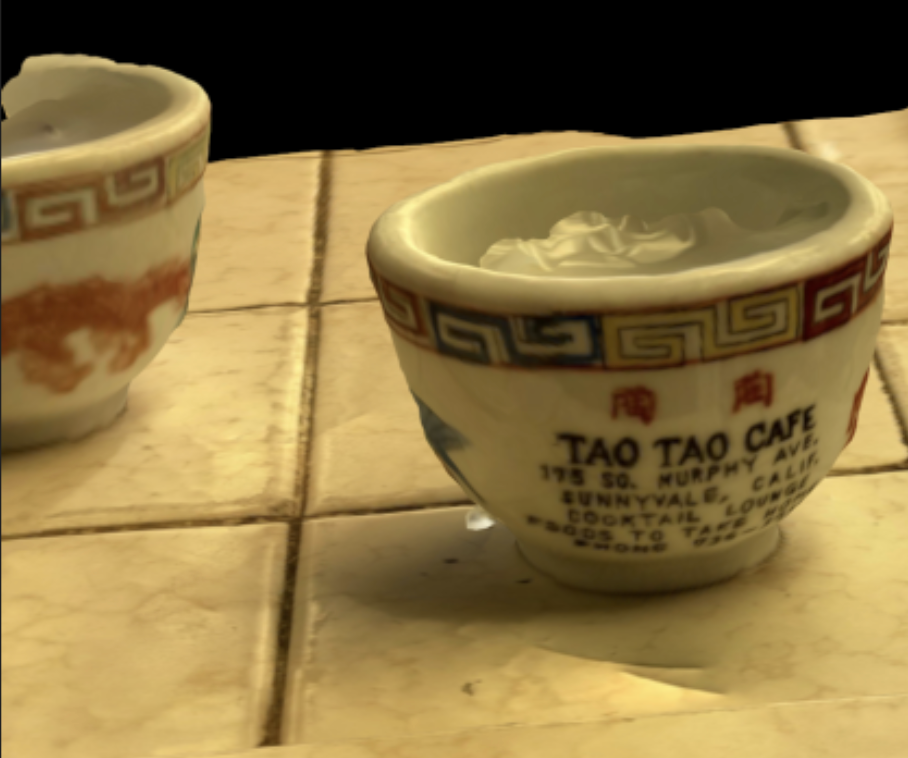 陶 陶
TAO TAO CAFE
175 SO. MURPHY AVE.
SUNNYVALE, CALIF.
COCKTAIL LOUNGE
FOODS TO TAKE
PHONE